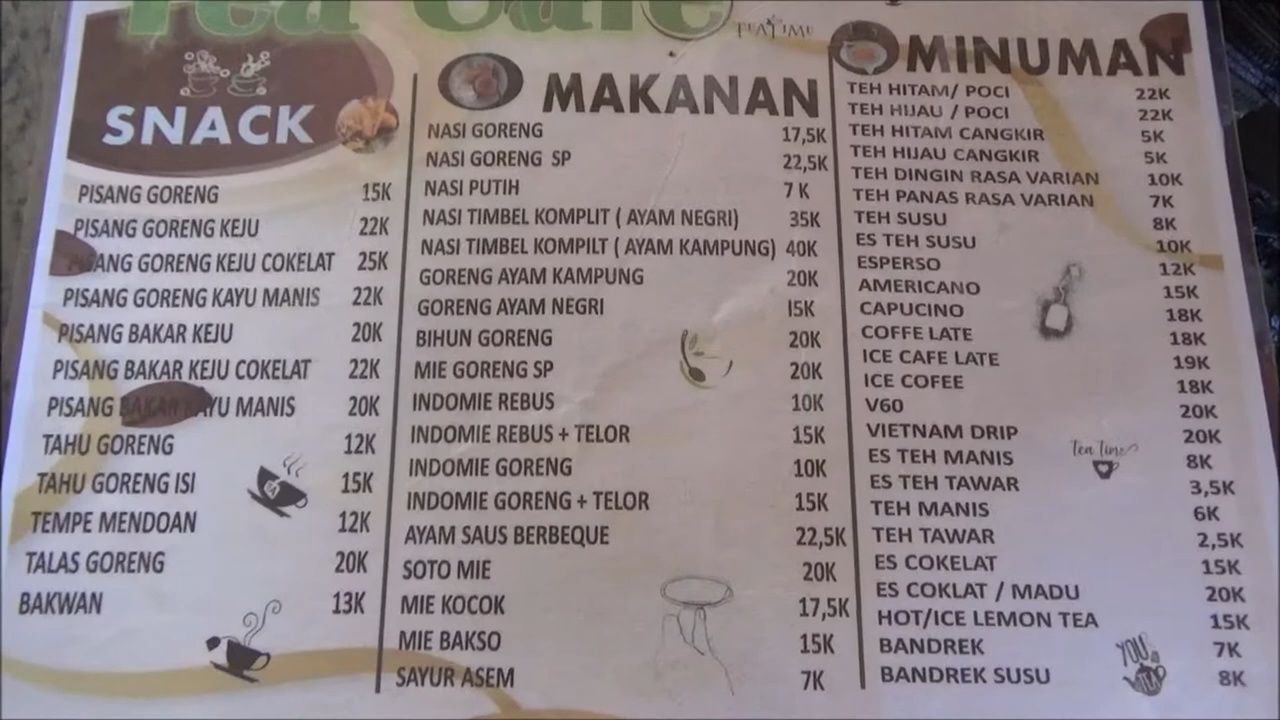 Tea Cafe
TEATIME
SNACK
PISANG GORENG 15K
PISANG GORENG KEJU 22K
PISANG GORENG KEJU COKELAT 25K
PISANG GORENG KAYU MANIS 22K
PISANG BAKAR KEJU 20K
PISANG BAKAR KEJU COKELAT 22K
PISANG BAKAR KAYU MANIS 20K
TAHU GORENG 12K
TAHU GORENG ISI 15K
TEMPE MENDOAN 12K
TALAS GORENG 20K
BAKWAN 13K
MAKANAN
NASI GORENG 17,5K
NASI GORENG SP 22,5K
NASI PUTIH 7 K
NASI TIMBEL KOMPLIT ( AYAM NEGRI) 35K
NASI TIMBEL KOMPILT ( AYAM KAMPUNG) 40K
GORENG AYAM KAMPUNG 20K
GORENG AYAM NEGRI I5K
BIHUN GORENG 20K
MIE GORENG SP 20K
INDOMIE REBUS 10K
INDOMIE REBUS + TELOR 15K
INDOMIE GORENG 10K
INDOMIE GORENG + TELOR 15K
AYAM SAUS BERBEQUE 22,5K
SOTO MIE 20K
MIE KOCOK 17,5K
MIE BAKSO 15K
SAYUR ASEM 7K
MINUMAN
TEH HITAM/ POCI 22K
TEH HIJAU / POCI 22K
TEH HITAM CANGKIR 5K
TEH HIJAU CANGKIR 5K
TEH DINGIN RASA VARIAN 10K
TEH PANAS RASA VARIAN 7K
TEH SUSU 8K
ES TEH SUSU 10K
ESPERSO 12K
AMERICANO 15K
CAPUCINO 18K
COFFE LATE 18K
ICE CAFE LATE 19K
ICE COFEE 18K
V60 20K
VIETNAM DRIP 20K
ES TEH MANIS 8K
ES TEH TAWAR 3,5K
TEH MANIS 6K
TEH TAWAR 2,5K
ES COKELAT 15K
ES COKLAT / MADU 20K
HOT/ICE LEMON TEA 15K
BANDREK 7K
BANDREK SUSU 8K
tea time
YOU